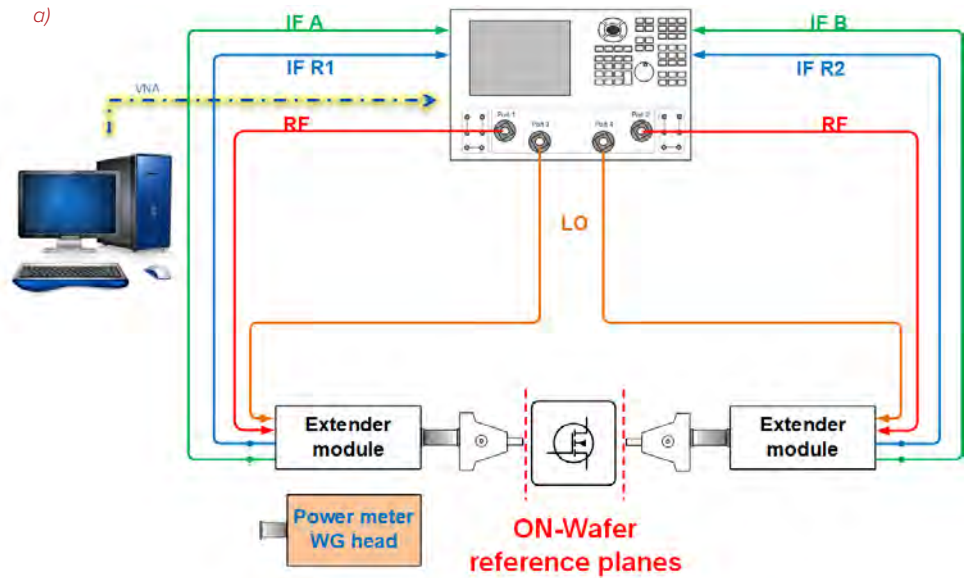 a)
IF A
IF B
IF R1
IF R2
VNA
RF
Port 1
Port 3
Port 4
Port 2
RF
LO
Extender
module
Extender
module
Power meter
WG head
ON-Wafer
reference planes